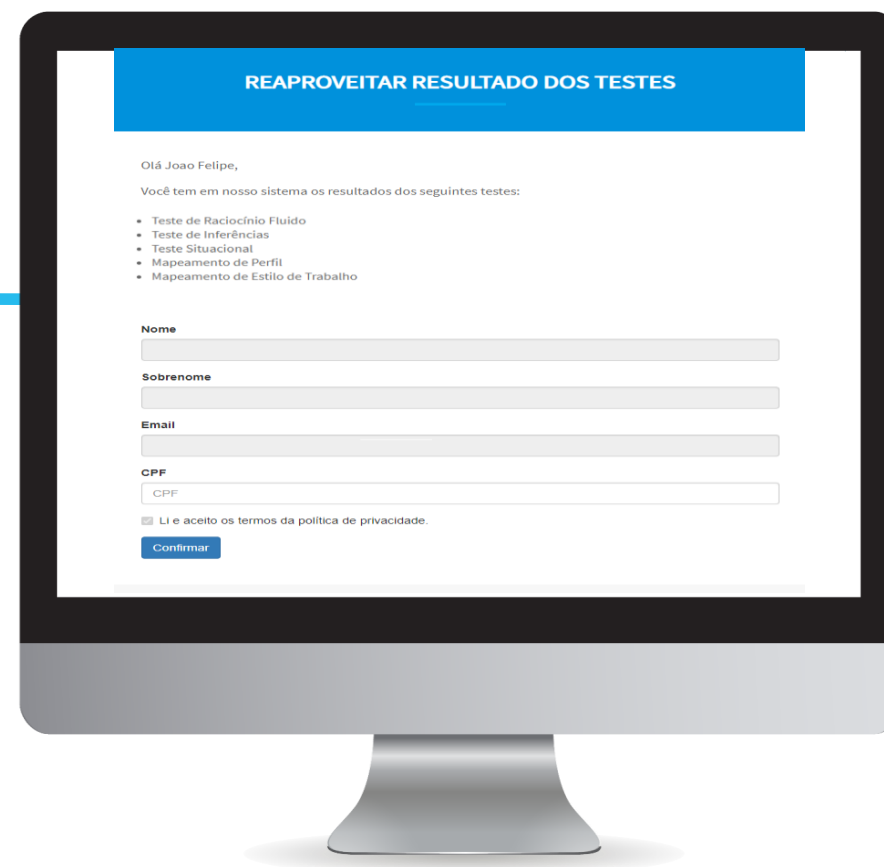 REAPROVEITAR RESULTADO DOS TESTES
Olá Joao Felipe,
Você tem em nosso sistema os resultados dos seguintes testes:
Teste de Raciocínio Fluido
Teste de Inferências
Teste Situacional
Mapeamento de Perfil
Mapeamento de Estilo de Trabalho
Nome
Sobrenome
Email
CPF
CPF
Li e aceito os termos da política de privacidade.
Confirmar